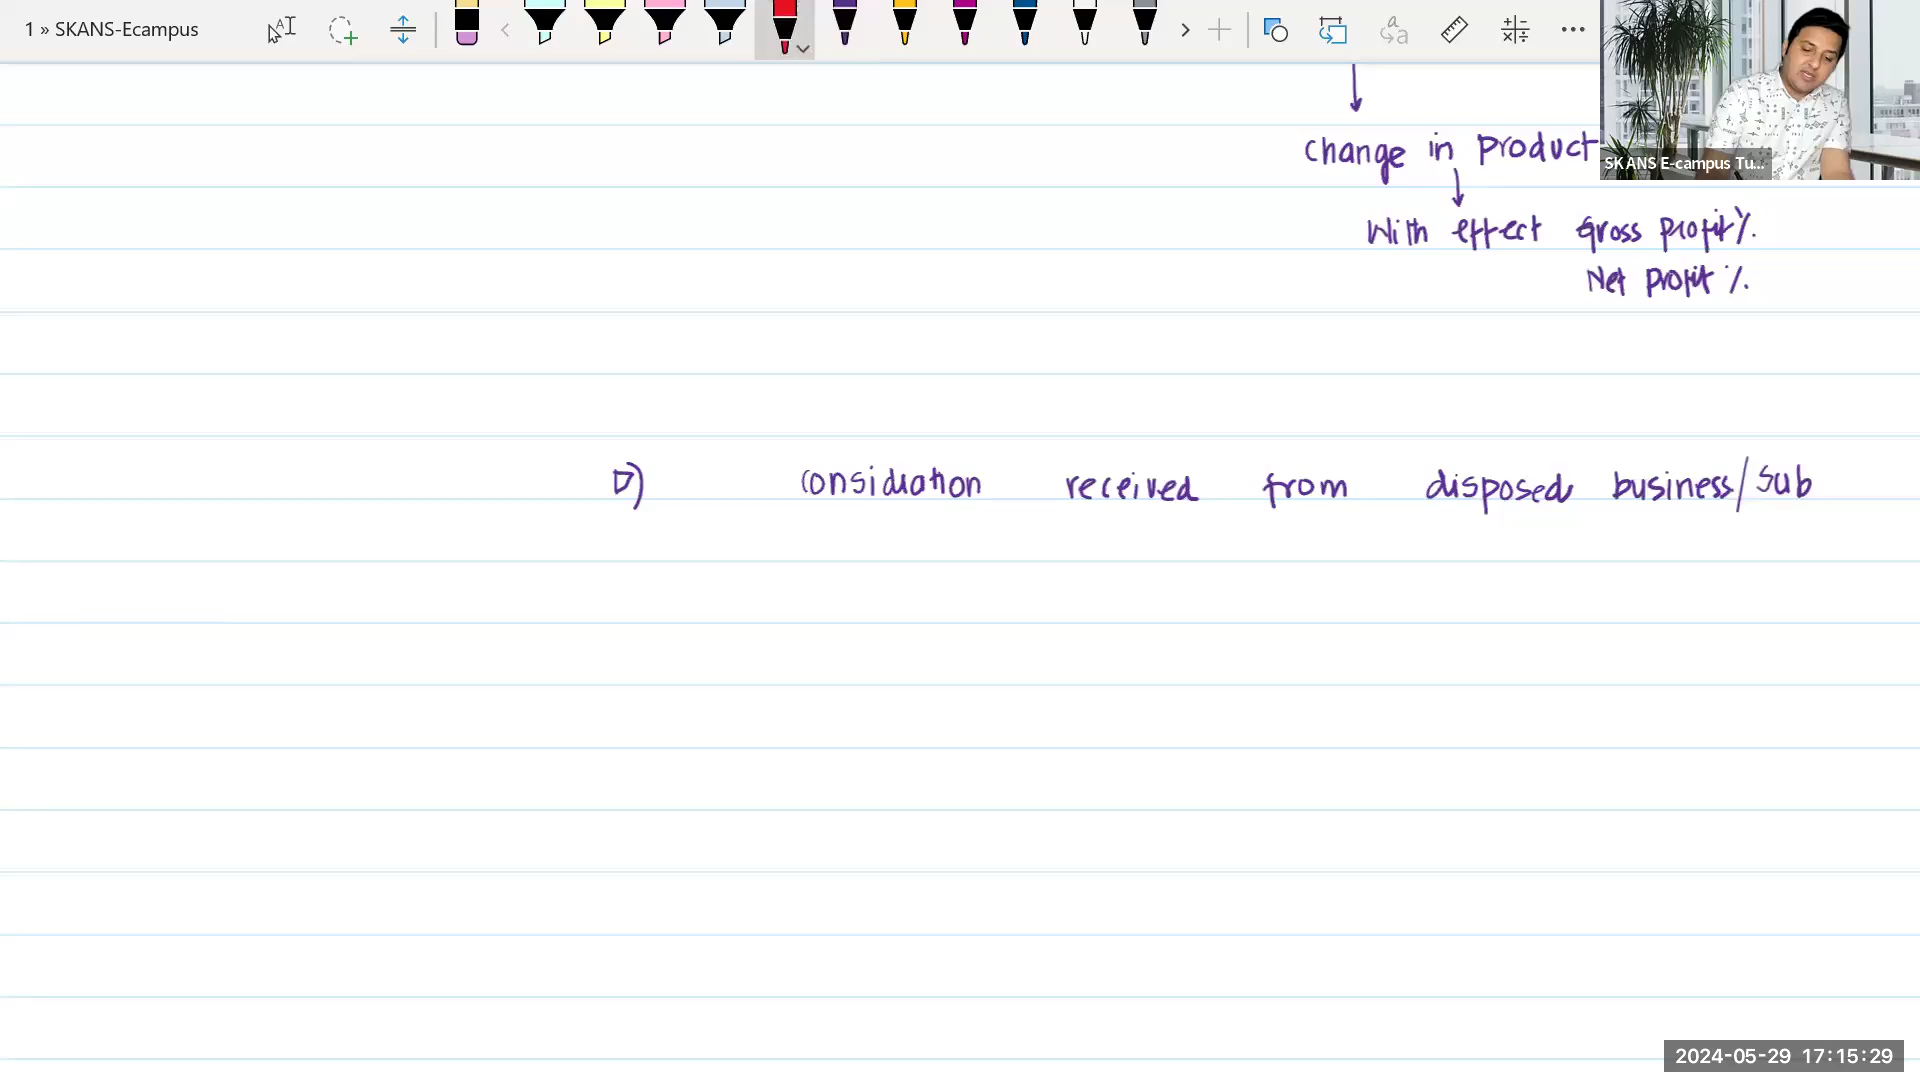 1 » SKANS-Ecampus
Change in product
SKANS E-campus Tu...
With effect Gross profit%.
Net profit %.
D) Consideration received from disposed business/Sub
2024-05-29 17:15:29